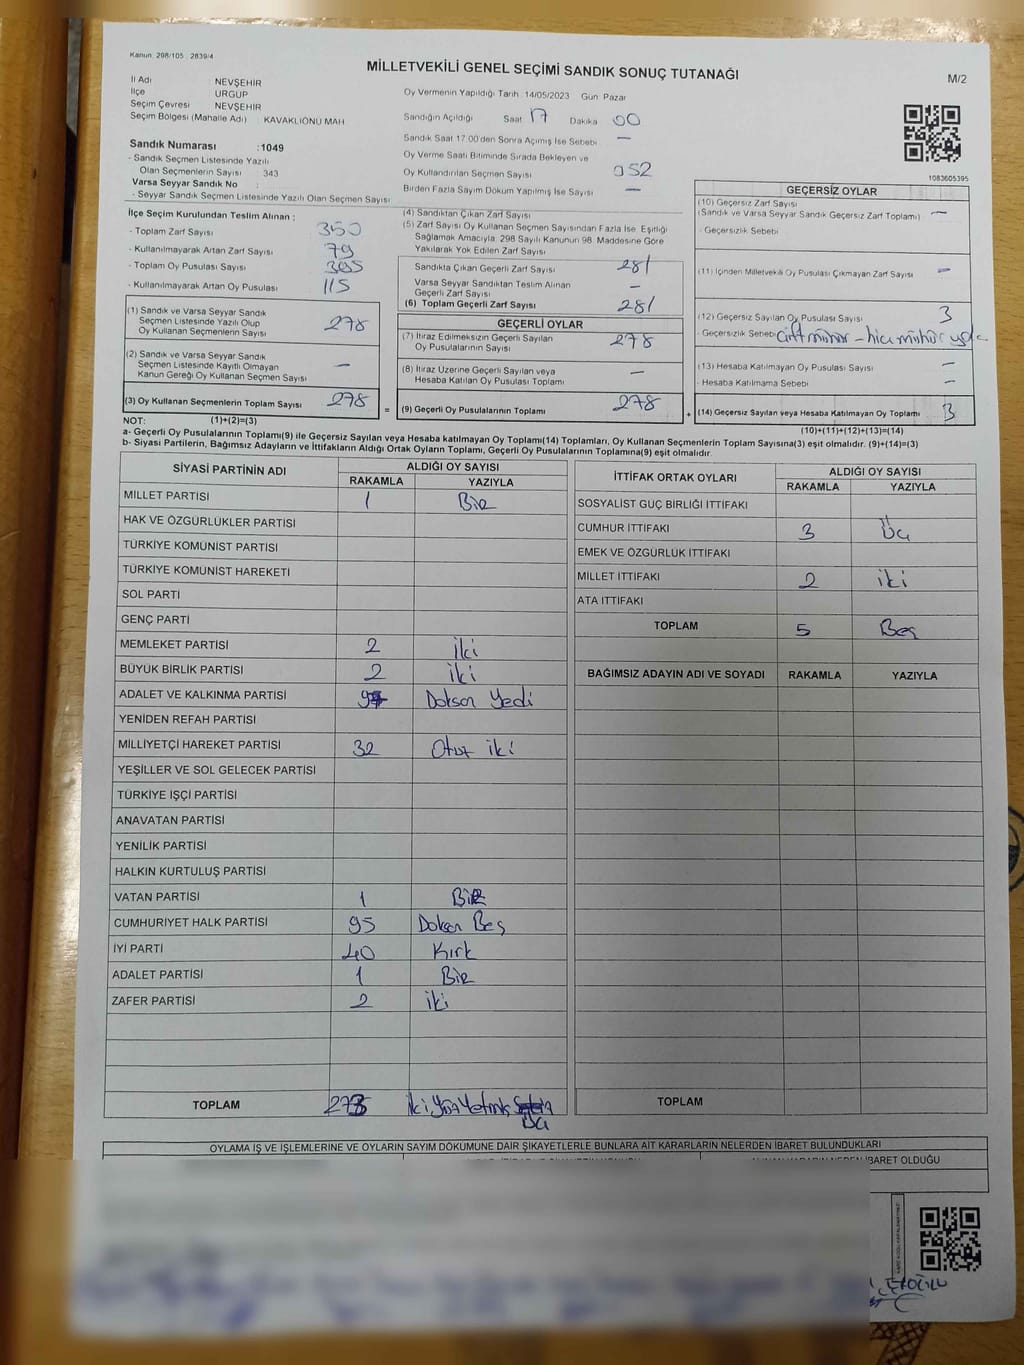 Kanun: 298/105 : 2839/4
MİLLETVEKİLİ GENEL SEÇİMİ SANDIK SONUÇ TUTANAĞI
M/2
İl Adı NEVŞEHİR
İlçe ÜRGÜP
Seçim Çevresi NEVŞEHİR
Seçim Bölgesi (Mahalle Adı) : KAVAKLIÖNÜ MAH
Sandık Numarası :1049
- Sandık Seçmen Listesinde Yazılı
Olan Seçmenlerin Sayısı : 343
Varsa Seyyar Sandık No :
- Seyyar Sandık Seçmen Listesinde Yazılı Olan Seçmen Sayısı
Oy Vermenin Yapıldığı Tarih :14/05/2023 Gün: Pazar
Sandığın Açıldığı Saat 17 Dakika 00
Sandık Saat 17:00'den Sonra Açımış İse Sebebi —
Oy Verme Saati Bitiminde Sırada Bekleyen ve
Oy Kullandırılan Seçmen Sayısı 052
Birden Fazla Sayım Döküm Yapılmış İse Sayısı —
1083605395
İlçe Seçim Kurulundan Teslim Alınan :
- Toplam Zarf Sayısı 350
- Kullanılmayarak Artan Zarf Sayısı 79
- Toplam Oy Pusulası Sayısı
- Kullanılmayarak Artan Oy Pusulası 115
(1) Sandık ve Varsa Seyyar Sandık
Seçmen Listesinde Yazılı Olup
Oy Kullanan Seçmenlerin Sayısı 278
(2) Sandık ve Varsa Seyyar Sandık
Seçmen Listesinde Kayıtlı Olmayan
Kanun Gereği Oy Kullanan Seçmen Sayısı —
(3) Oy Kullanan Seçmenlerin Toplam Sayısı 278
(1)+(2)=(3)
(4) Sandıktan Çıkan Zarf Sayısı
(5) Zarf Sayısı Oy Kullanan Seçmen Sayısından Fazla İse, Eşitliği
Sağlamak Amacıyla, 298 Sayılı Kanunun 98. Maddesine Göre
Yakılarak Yok Edilen Zarf Sayısı
Sandıkta Çıkan Geçerli Zarf Sayısı 281
Varsa Seyyar Sandıktan Teslim Alınan
Geçerli Zarf Sayısı —
(6) Toplam Geçerli Zarf Sayısı 281
GEÇERLİ OYLAR
(7) İtiraz Edilmeksizin Geçerli Sayılan
Oy Pusulalarının Sayısı 278
(8) İtiraz Üzerine Geçerli Sayılan veya
Hesaba Katılan Oy Pusulası Toplamı —
= (9) Geçerli Oy Pusulalarının Toplamı 278
GEÇERSİZ OYLAR
(10) Geçersiz Zarf Sayısı
(Sandık ve Varsa Seyyar Sandık Geçersiz Zarf Toplamı) —
- Geçersizlik Sebebi
(11) İçinden Milletvekili Oy Pusulası Çıkmayan Zarf Sayısı —
(12) Geçersiz Sayılan Oy Pusulası Sayısı 3
- Geçersizlik Sebebi çift mühür - hiç mühür yok
(13) Hesaba Katılmayan Oy Pusulası Sayısı —
- Hesaba Katılmama Sebebi —
+ (14) Geçersiz Sayılan veya Hesaba Katılmayan Oy Toplamı 3
(10)+(11)+(12)+(13)=(14)
NOT:
a- Geçerli Oy Pusulalarının Toplamı(9) ile Geçersiz Sayılan veya Hesaba katılmayan Oy Toplamı(14) Toplamları, Oy Kullanan Seçmenlerin Toplam Sayısına(3) eşit olmalıdır. (9)+(14)=(3)
b- Siyasi Partilerin, Bağımsız Adayların ve İttifakların Aldığı Ortak Oyların Toplamı, Geçerli Oy Pusulalarının Toplamına(9) eşit olmalıdır.
SİYASİ PARTİNİN ADI ALDIĞI OY SAYISI
RAKAMLA YAZIYLA
MİLLET PARTİSİ 1 Bir
HAK VE ÖZGÜRLÜKLER PARTİSİ
TÜRKİYE KOMÜNİST PARTİSİ
TÜRKİYE KOMÜNİST HAREKETİ
SOL PARTİ
GENÇ PARTİ
MEMLEKET PARTİSİ 2 iki
BÜYÜK BİRLİK PARTİSİ 2 iki
ADALET VE KALKINMA PARTİSİ 97 Doksan Yedi
YENİDEN REFAH PARTİSİ
MİLLİYETÇİ HAREKET PARTİSİ 32 Otuz iki
YEŞİLLER VE SOL GELECEK PARTİSİ
TÜRKİYE İŞÇİ PARTİSİ
ANAVATAN PARTİSİ
YENİLİK PARTİSİ
HALKIN KURTULUŞ PARTİSİ
VATAN PARTİSİ 1 Bir
CUMHURİYET HALK PARTİSİ 95 Doksan Beş
İYİ PARTİ 40 Kırk
ADALET PARTİSİ 1 Bir
ZAFER PARTİSİ 2 iki
TOPLAM 273 İkiyüz Yetmiş Üç
İTTİFAK ORTAK OYLARI ALDIĞI OY SAYISI
RAKAMLA YAZIYLA
SOSYALİST GÜÇ BİRLİĞİ İTTİFAKI
CUMHUR İTTİFAKI 3 Üç
EMEK VE ÖZGÜRLÜK İTTİFAKI
MİLLET İTTİFAKI 2 iki
ATA İTTİFAKI
TOPLAM 5 Beş
BAĞIMSIZ ADAYIN ADI VE SOYADI RAKAMLA YAZIYLA
TOPLAM
OYLAMA İŞ VE İŞLEMLERİNE VE OYLARIN SAYIM DÖKÜMÜNE DAİR ŞİKAYETLERLE BUNLARA AİT KARARLARIN NELERDEN İBARET BULUNDUKLARI
İBARET OLDUĞU